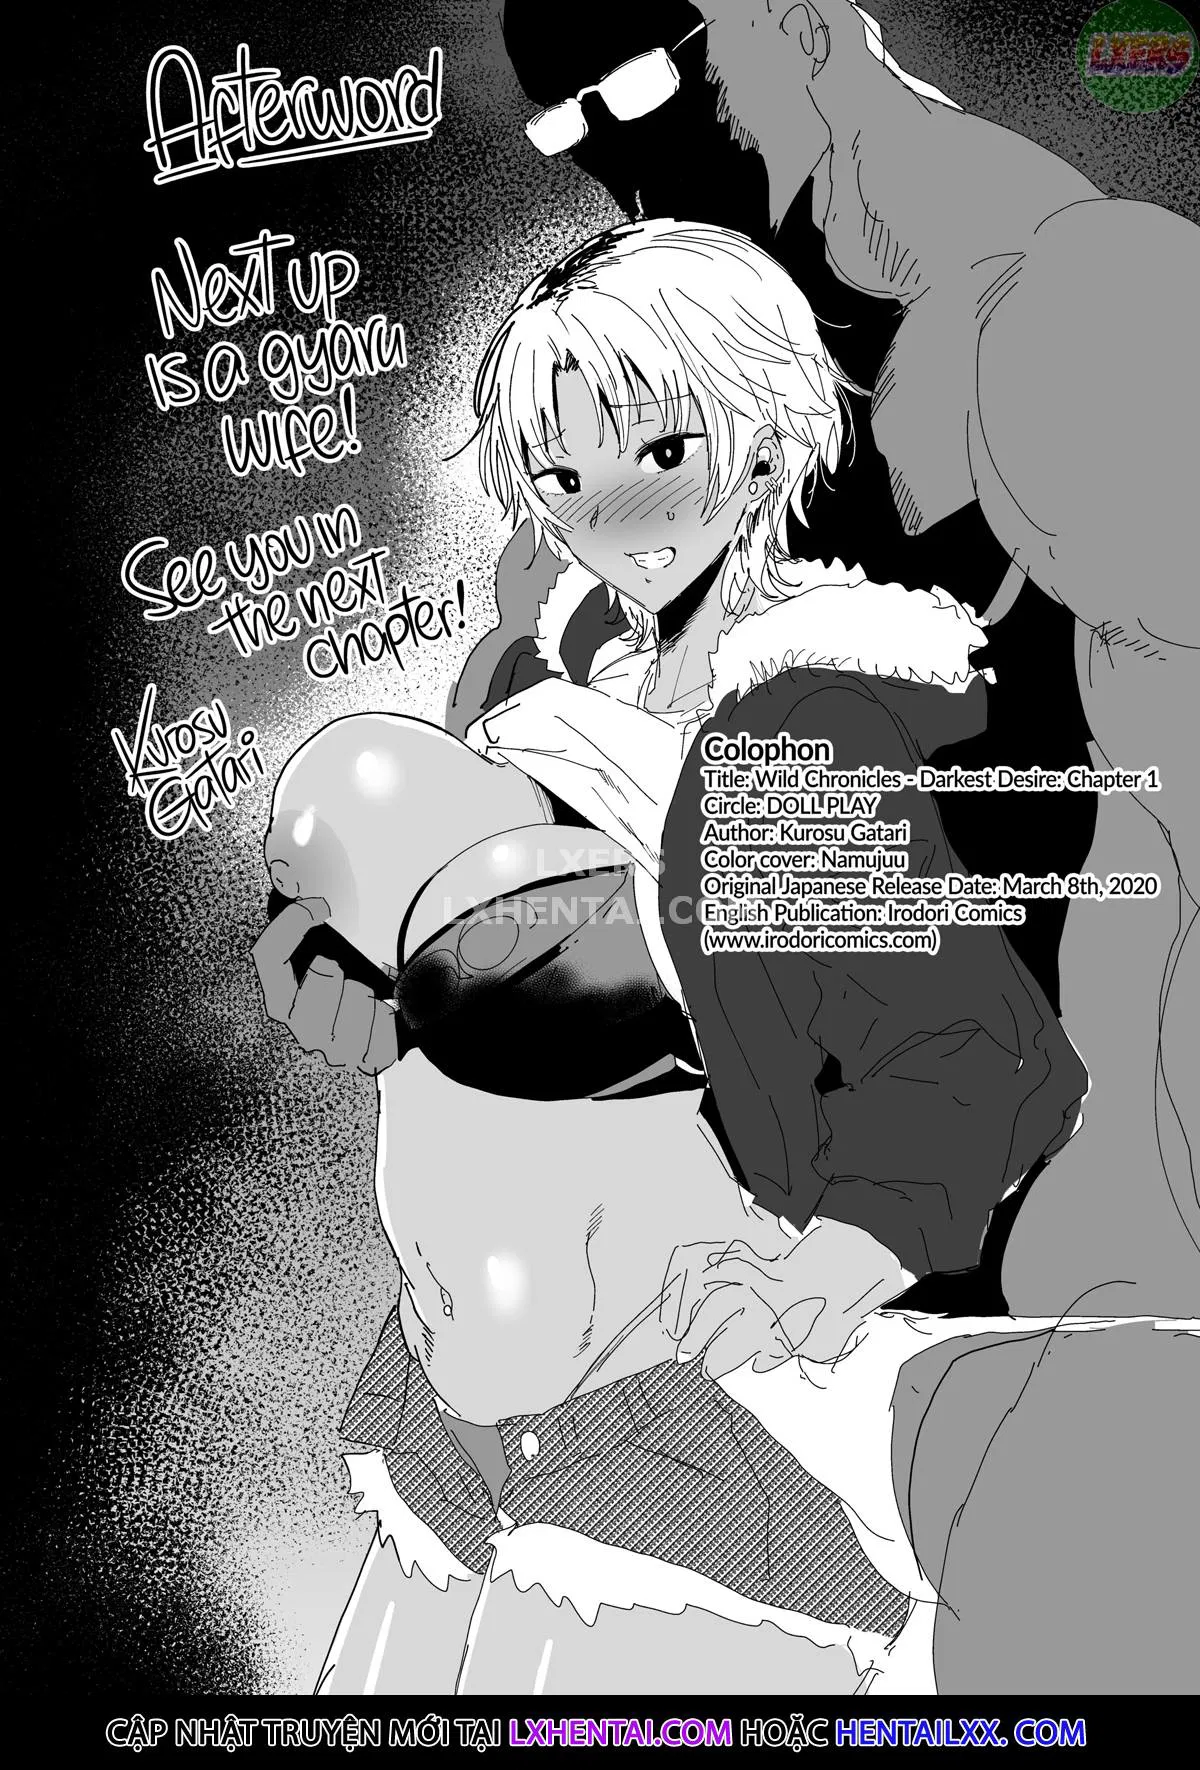 LXERS
Afterword
Next up
is a gyaru
wife!
See you in
the next
chapter!
Kurosu
Gatari
Colophon
Title: Wild Chronicles - Darkest Desire: Chapter 1
Circle: DOLL PLAY
Author: Kurosu Gatari
Color cover: Namujuu
Original Japanese Release Date: March 8th, 2020
English Publication: Irodori Comics
(www.irodoricomics.com)
LXERS
LXHENTAI.COM
CẬP NHẬT TRUYỆN MỚI TẠI LXHENTAI.COM HOẶC HENTAILXX. COM